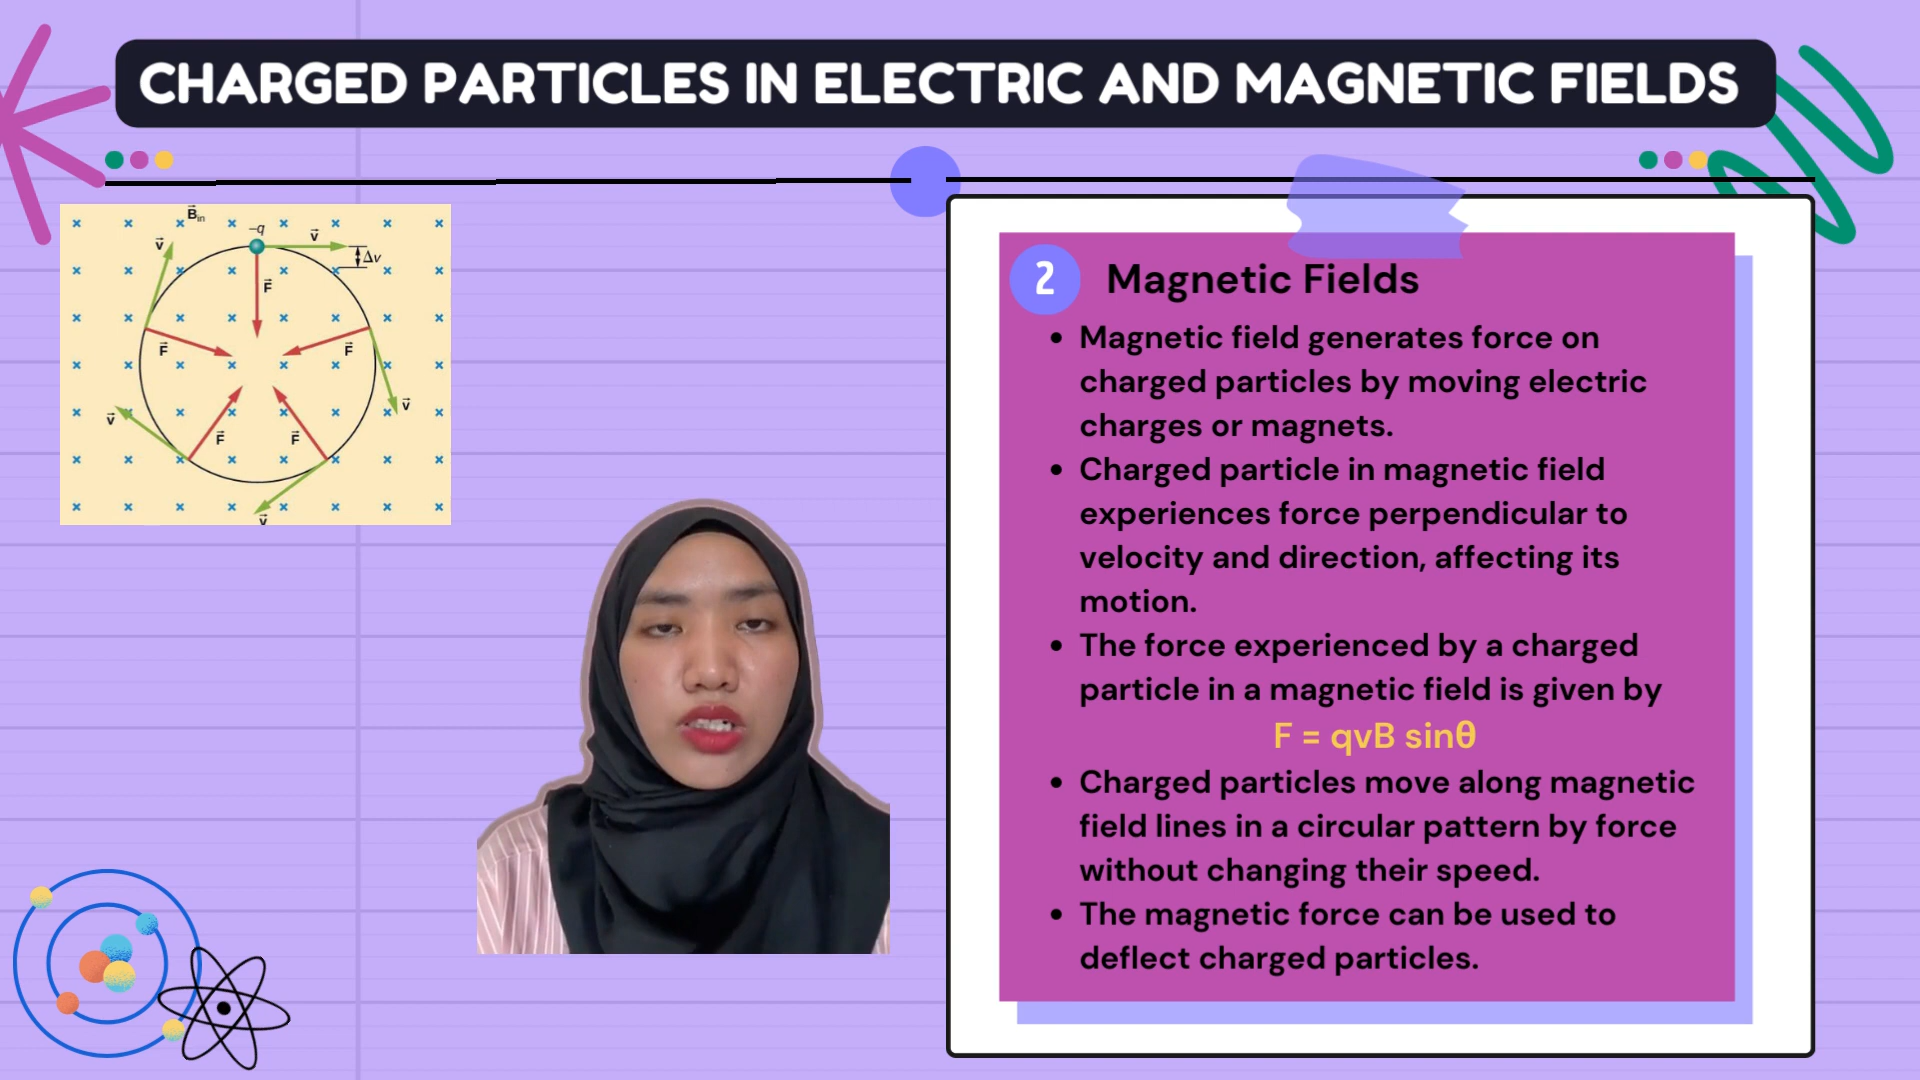 CHARGED PARTICLES IN ELECTRIC AND MAGNETIC FIELDS
B⃗in
−q
v⃗
v⃗
Δv
F⃗
F⃗
F⃗
v⃗
v⃗
F⃗
F⃗
v⃗
2 Magnetic Fields
• Magnetic field generates force on
charged particles by moving electric
charges or magnets.
• Charged particle in magnetic field
experiences force perpendicular to
velocity and direction, affecting its
motion.
• The force experienced by a charged
particle in a magnetic field is given by
F = qvB sinθ
• Charged particles move along magnetic
field lines in a circular pattern by force
without changing their speed.
• The magnetic force can be used to
deflect charged particles.